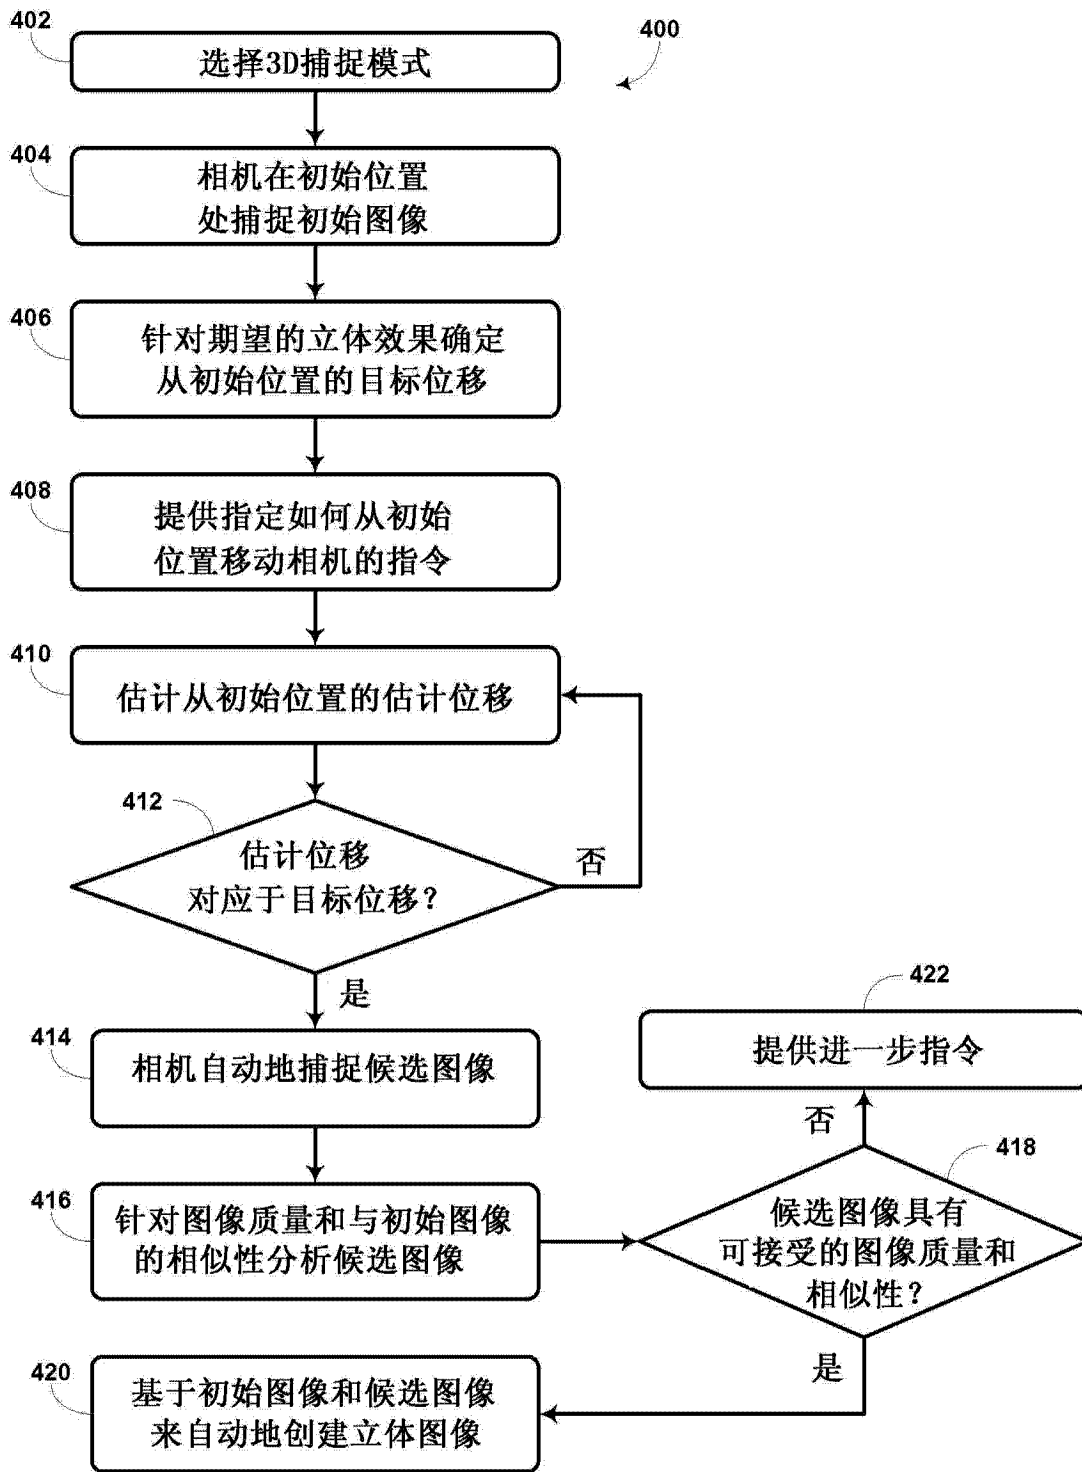 402
选择3D捕捉模式
400
404
相机在初始位置
处捕捉初始图像
406
针对期望的立体效果确定
从初始位置的目标位移
408
提供指定如何从初始
位置移动相机的指令
410
估计从初始位置的估计位移
412
估计位移
对应于目标位移?
否
是
414
相机自动地捕捉候选图像
416
针对图像质量和与初始图像
的相似性分析候选图像
422
提供进一步指令
否
418
候选图像具有
可接受的图像质量和
相似性?
是
420
基于初始图像和候选图像
来自动地创建立体图像